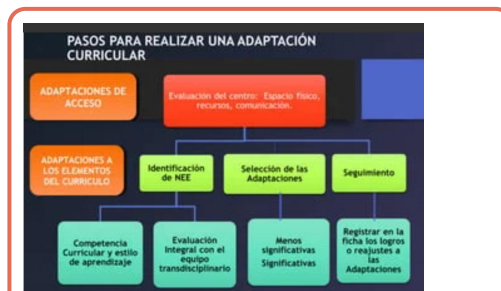 PASOS PARA REALIZAR UNA ADAPTACIÓN
CURRICULAR
ADAPTACIONES DE
ACCESO
Evaluación del centro: Espacio físico,
recursos, comunicación.
ADAPTACIONES A
LOS ELEMENTOS
DEL CURRICULO
Identificación
de NEE
Selección de las
Adaptaciones
Seguimiento
Competencia
Curricular y estilo
de aprendizaje
Evaluación
Integral con el
equipo
transdisciplinario
Menos
significativas
Significativas
Registrar en la
ficha los logros
o reajustes a
las
Adaptaciones